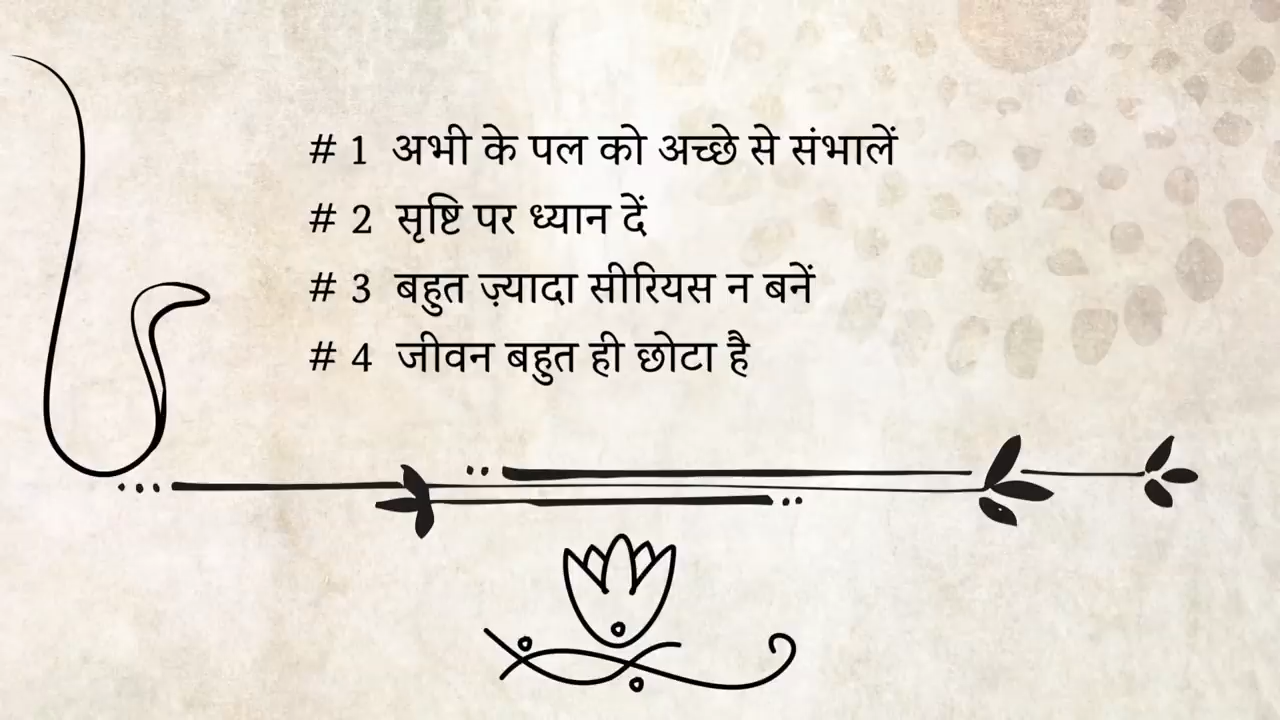 # 1 अभी के पल को अच्छे से संभालें
# 2 सृष्टि पर ध्यान दें
# 3 बहुत ज़्यादा सीरियस न बनें
# 4 जीवन बहुत ही छोटा है